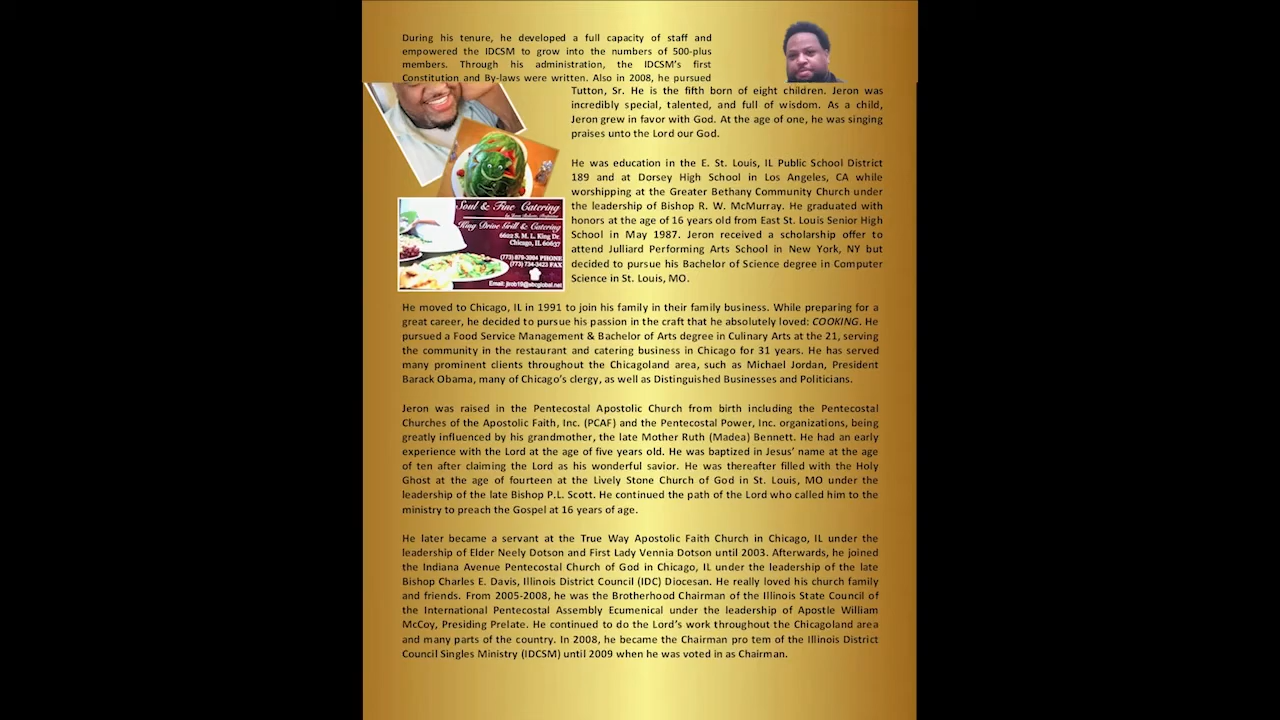 During his tenure, he developed a full capacity of staff and
empowered the IDCSM to grow into the numbers of 500-plus
members. Through his administration, the IDCSM's first
Constitution and By-laws were written. Also in 2008, he pursued
Tutton, Sr. He is the fifth born of eight children. Jeron was
incredibly special, talented, and full of wisdom. As a child,
Jeron grew in favor with God. At the age of one, he was singing
praises unto the Lord our God.
He was education in the E. St. Louis, IL Public School District
189 and at Dorsey High School in Los Angeles, CA while
worshipping at the Greater Bethany Community Church under
the leadership of Bishop R. W. McMurray. He graduated with
honors at the age of 16 years old from East St. Louis Senior High
School in May 1987. Jeron received a scholarship offer to
attend Julliard Performing Arts School in New York, NY but
decided to pursue his Bachelor of Science degree in Computer
Science in St. Louis, MO.
Soul & Fine Catering
King Drive Grill & Catering
6622 S. M. L. King Dr.
Chicago, IL 60637
(773) 734-3423 FAX
He moved to Chicago, IL in 1991 to join his family in their family business. While preparing for a
great career, he decided to pursue his passion in the craft that he absolutely loved: COOKING. He
pursued a Food Service Management & Bachelor of Arts degree in Culinary Arts at the 21, serving
the community in the restaurant and catering business in Chicago for 31 years. He has served
many prominent clients throughout the Chicagoland area, such as Michael Jordan, President
Barack Obama, many of Chicago's clergy, as well as Distinguished Businesses and Politicians.
Jeron was raised in the Pentecostal Apostolic Church from birth including the Pentecostal
Churches of the Apostolic Faith, Inc. (PCAF) and the Pentecostal Power, Inc. organizations, being
greatly influenced by his grandmother, the late Mother Ruth (Madea) Bennett. He had an early
experience with the Lord at the age of five years old. He was baptized in Jesus' name at the age
of ten after claiming the Lord as his wonderful savior. He was thereafter filled with the Holy
Ghost at the age of fourteen at the Lively Stone Church of God in St. Louis, MO under the
leadership of the late Bishop P.L. Scott. He continued the path of the Lord who called him to the
ministry to preach the Gospel at 16 years of age.
He later became a servant at the True Way Apostolic Faith Church in Chicago, IL under the
leadership of Elder Neely Dotson and First Lady Vennia Dotson until 2003. Afterwards, he joined
the Indiana Avenue Pentecostal Church of God in Chicago, IL under the leadership of the late
Bishop Charles E. Davis, Illinois District Council (IDC) Diocesan. He really loved his church family
and friends. From 2005-2008, he was the Brotherhood Chairman of the Illinois State Council of
the International Pentecostal Assembly Ecumenical under the leadership of Apostle William
McCoy, Presiding Prelate. He continued to do the Lord's work throughout the Chicagoland area
and many parts of the country. In 2008, he became the Chairman pro tem of the Illinois District
Council Singles Ministry (IDCSM) until 2009 when he was voted in as Chairman.